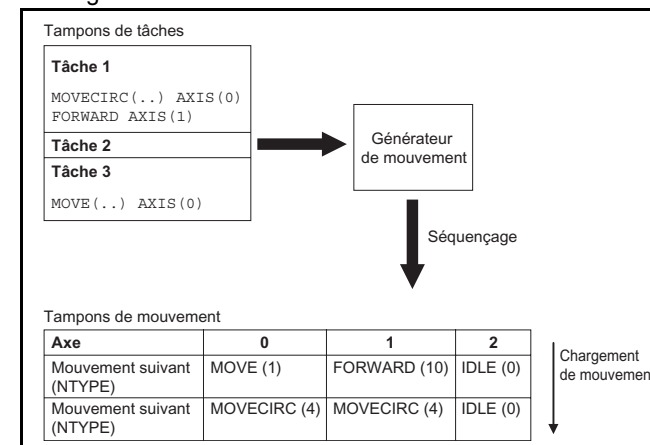 Tampons de tâches
Tâche 1
MOVECIRC(..) AXIS(0)
FORWARD AXIS(1)
Tâche 2
Tâche 3
MOVE(..) AXIS(0)
Générateur
de mouvement
Séquençage
Tampons de mouvement
Axe 0 1 2
Mouvement suivant (NTYPE) MOVE (1) FORWARD (10) IDLE (0)
Mouvement suivant (NTYPE) MOVECIRC (4) MOVECIRC (4) IDLE (0)
Chargement
de mouvemen